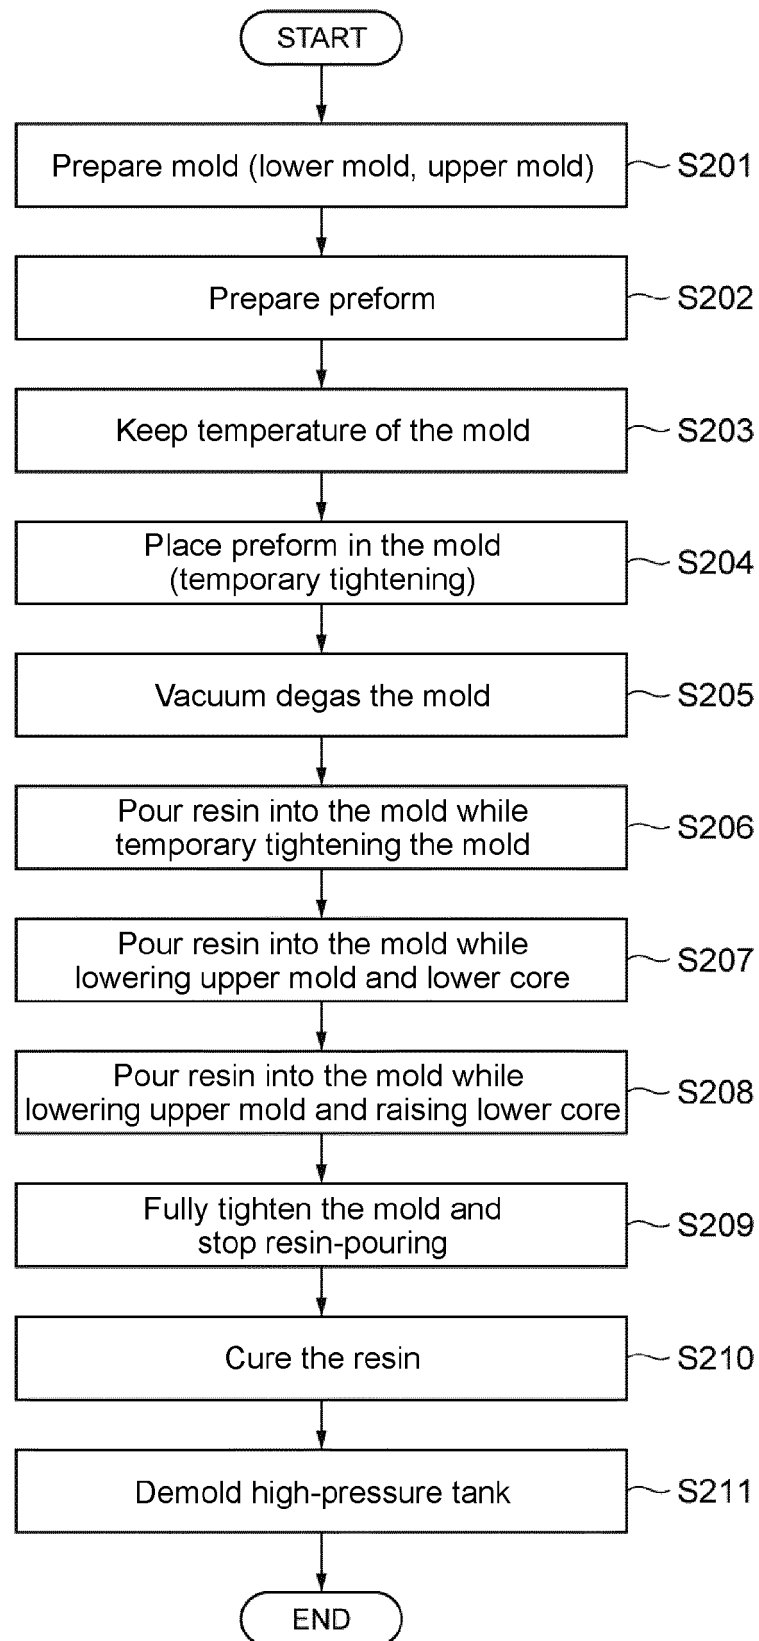 START
Prepare mold (lower mold, upper mold)
S201
Prepare preform
S202
Keep temperature of the mold
S203
Place preform in the mold
(temporary tightening)
S204
Vacuum degas the mold
S205
Pour resin into the mold while
temporary tightening the mold
S206
Pour resin into the mold while
lowering upper mold and lower core
S207
Pour resin into the mold while
lowering upper mold and raising lower core
S208
Fully tighten the mold and
stop resin-pouring
S209
Cure the resin
S210
Demold high-pressure tank
S211
END